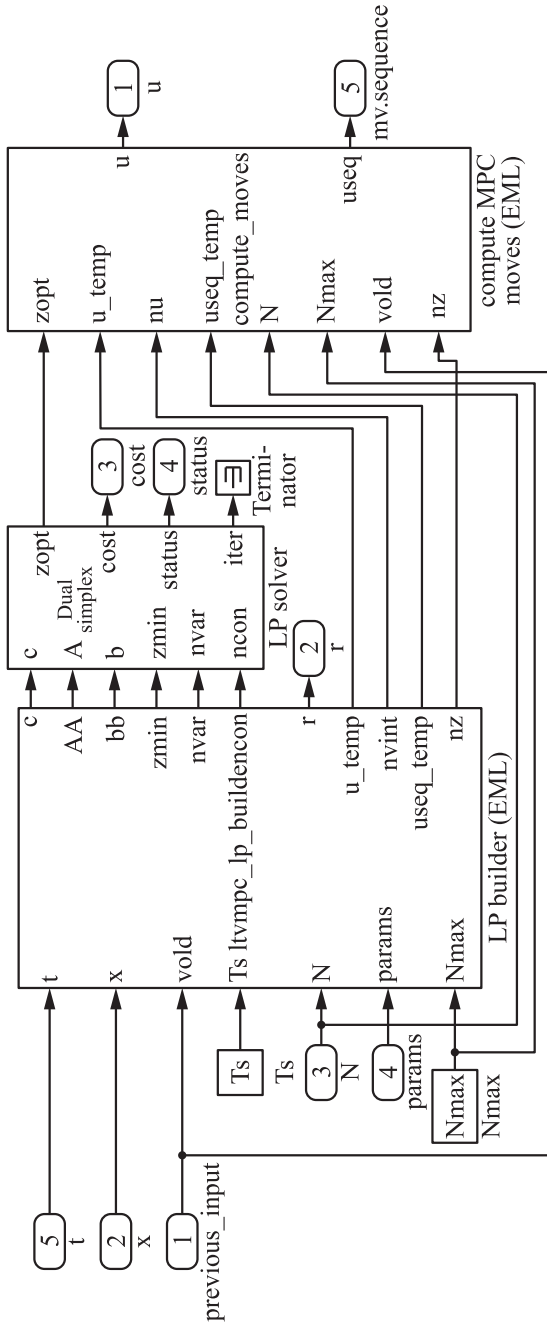 5
t
2
x
1
previous_input
Ts
Ts
3
N
4
params
Nmax
Nmax
t
x
vold
Ts ltvmpc_lp_buildencon
N
params
Nmax
c
AA
bb
zmin
nvar
r
u_temp
nvint
useq_temp
nz
LP builder (EML)
c
A
b
zmin
nvar
ncon
Dual
simplex
zopt
cost
status
iter
LP solver
2
r
3
cost
4
status
Termi-
nator
zopt
u_temp
nu
useq_temp
compute_moves
N
Nmax
vold
nz
u
useq
compute MPC
moves (EML)
1
u
5
mv.sequence